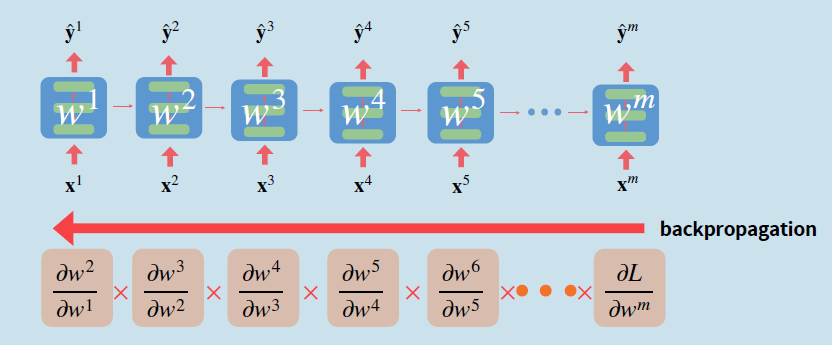 ŷ¹ ŷ² ŷ³ ŷ⁴ ŷ⁵ ŷᵐ
w¹ w² w³ w⁴ w⁵ wᵐ
x¹ x² x³ x⁴ x⁵ xᵐ
backpropagation
∂w² × ∂w³ × ∂w⁴ × ∂w⁵ × ∂w⁶ × × ∂L
∂w¹ ∂w² ∂w³ ∂w⁴ ∂w⁵ ∂wᵐ